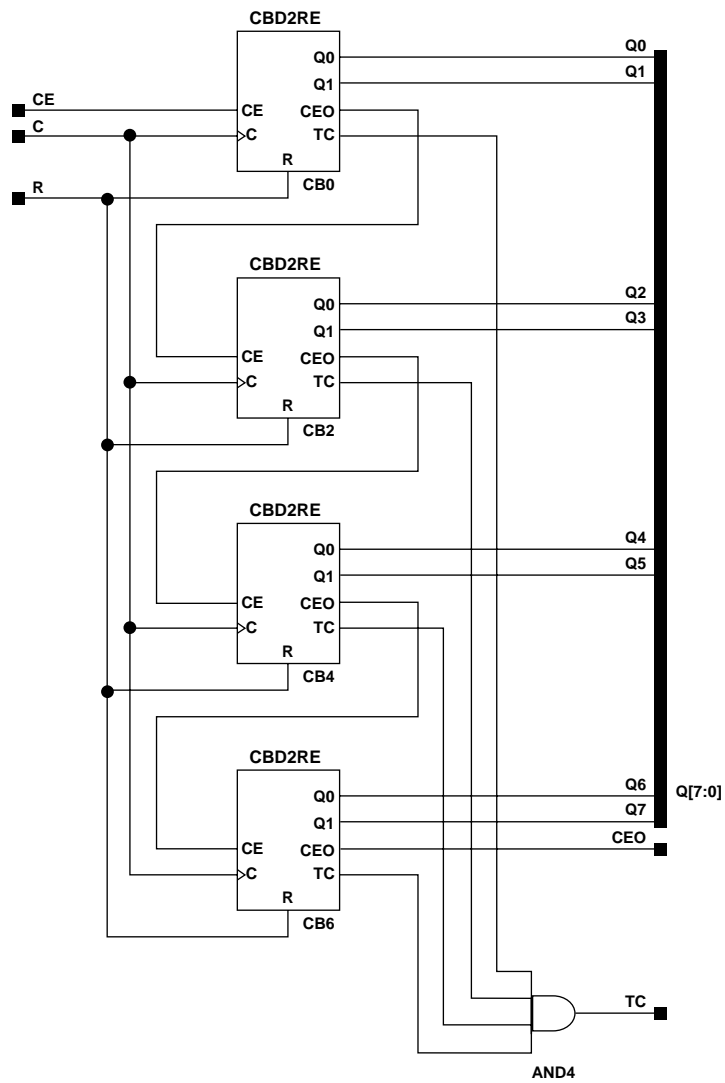 CBD2RE
Q0
Q0
Q1
Q1
CE
CE
CEO
C
C
TC
R
R
CB0
CBD2RE
Q0
Q2
Q1
Q3
CE
CEO
C
TC
R
CB2
CBD2RE
Q0
Q4
Q1
Q5
CE
CEO
C
TC
R
CB4
CBD2RE
Q0
Q6
Q[7:0]
Q1
Q7
CE
CEO
CEO
C
TC
R
CB6
TC
AND4